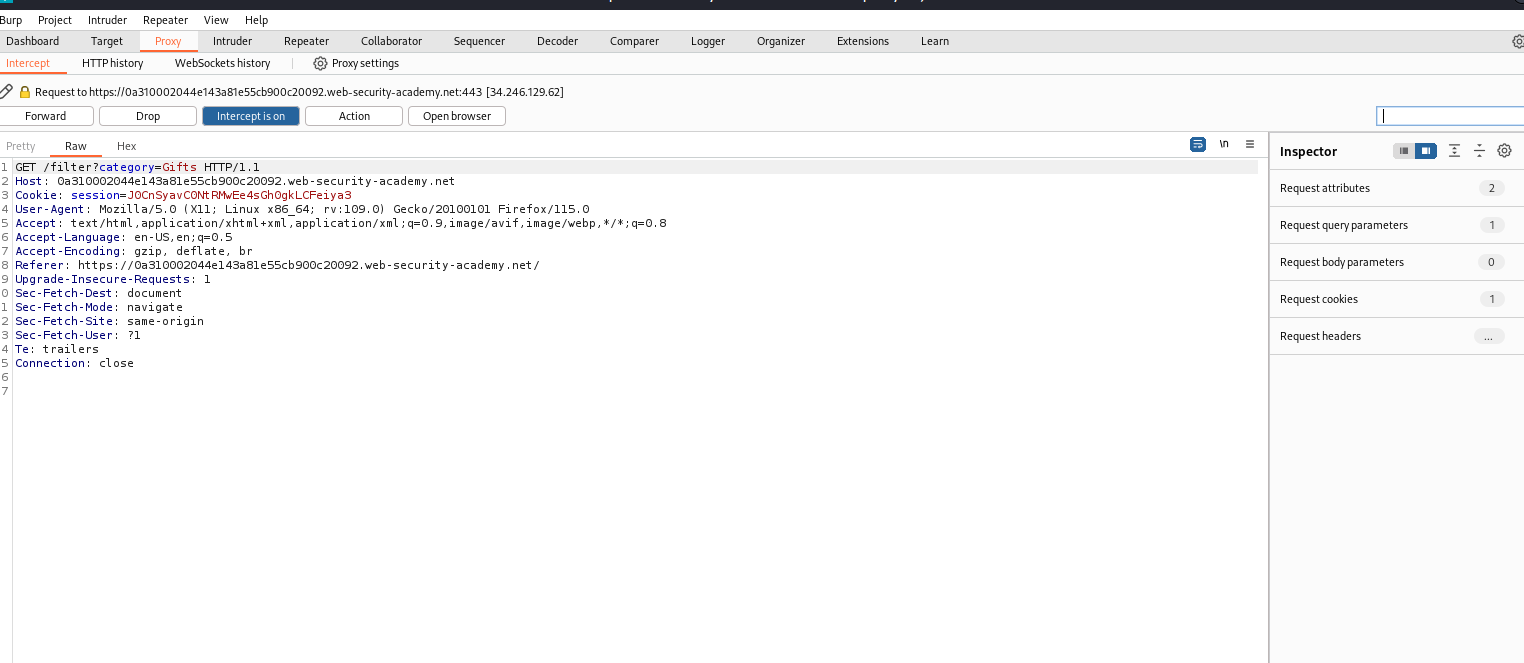 Burp Project Intruder Repeater View Help
Dashboard Target Proxy Intruder Repeater Collaborator Sequencer Decoder Comparer Logger Organizer Extensions Learn
Intercept HTTP history WebSockets history Proxy settings
Request to https://0a310002044e143a81e55cb900c20092.web-security-academy.net:443 [34.246.129.62]
Forward Drop Intercept is on Action Open browser
Pretty Raw Hex \n
Inspector
1 GET /filter?category=Gifts HTTP/1.1
2 Host: 0a310002044e143a81e55cb900c20092.web-security-academy.net
3 Cookie: session=J0CnSyavC0NtRMwEe4sGh0gkLCFeiya3
4 User-Agent: Mozilla/5.0 (X11; Linux x86_64; rv:109.0) Gecko/20100101 Firefox/115.0
5 Accept: text/html,application/xhtml+xml,application/xml;q=0.9,image/avif,image/webp,*/*;q=0.8
6 Accept-Language: en-US,en;q=0.5
7 Accept-Encoding: gzip, deflate, br
8 Referer: https://0a310002044e143a81e55cb900c20092.web-security-academy.net/
9 Upgrade-Insecure-Requests: 1
0 Sec-Fetch-Dest: document
1 Sec-Fetch-Mode: navigate
2 Sec-Fetch-Site: same-origin
3 Sec-Fetch-User: ?1
4 Te: trailers
5 Connection: close
6
7
Request attributes 2
Request query parameters 1
Request body parameters 0
Request cookies 1
Request headers ...